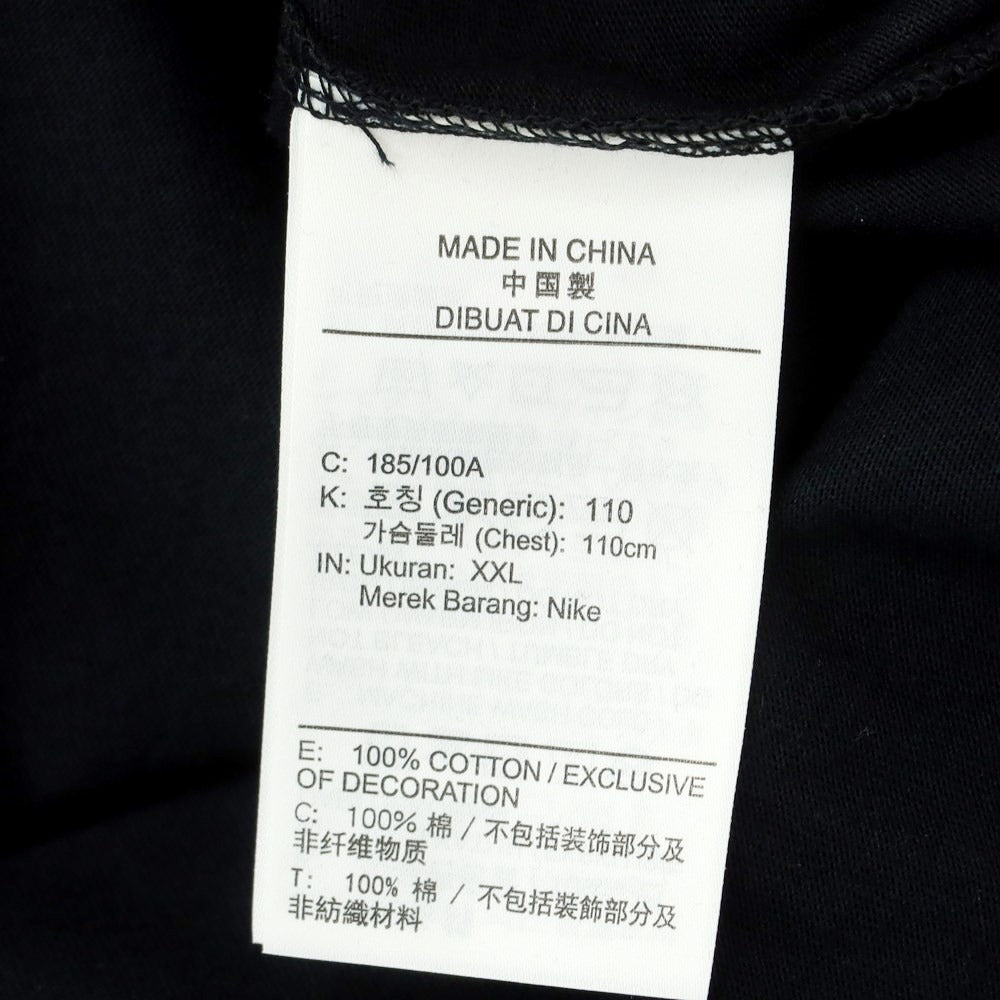 MADE IN CHINA
中国製
DIBUAT DI CINA
C: 185/100A
K: 호칭 (Generic): 110
가슴둘레 (Chest): 110cm
IN: Ukuran: XXL
Merek Barang: Nike
E: 100% COTTON / EXCLUSIVE
OF DECORATION
C: 100% 棉 / 不包括装饰部分及
非纤维物质
T: 100% 棉 / 不包括裝飾部分及
非紡織材料